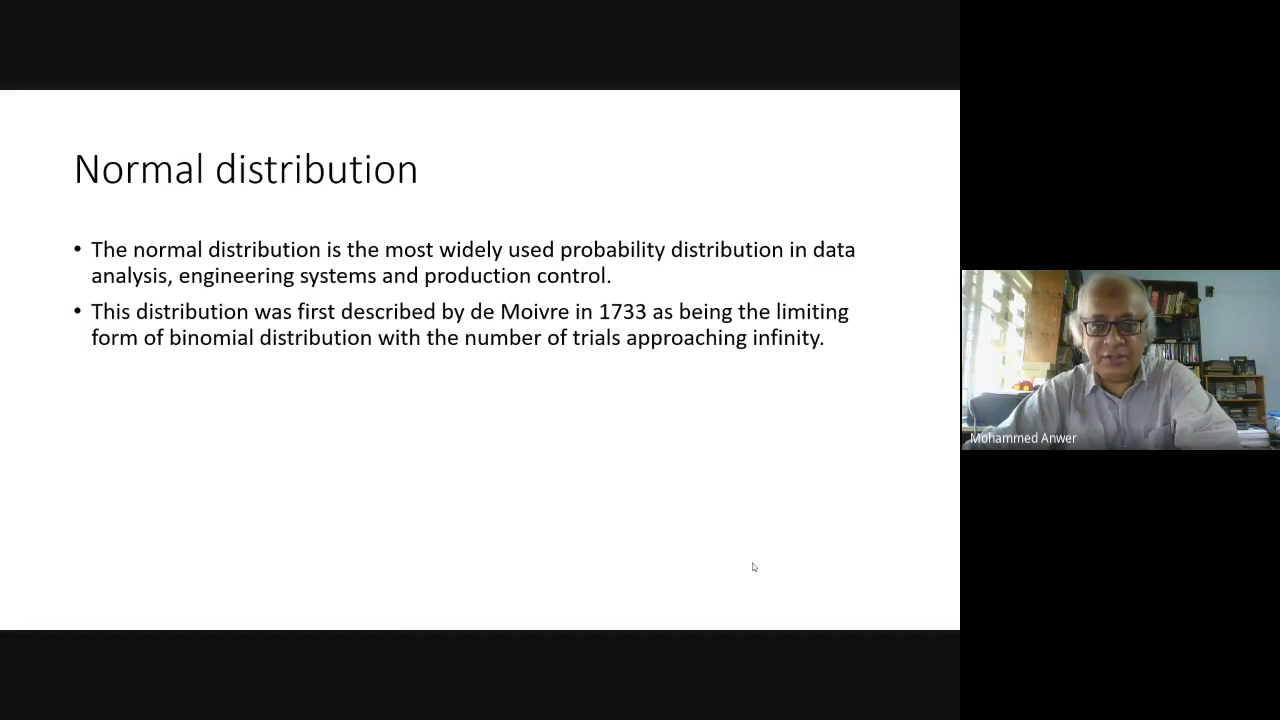 Normal distribution
• The normal distribution is the most widely used probability distribution in data
analysis, engineering systems and production control.
• This distribution was first described by de Moivre in 1733 as being the limiting
form of binomial distribution with the number of trials approaching infinity.
Mohammed Anwer